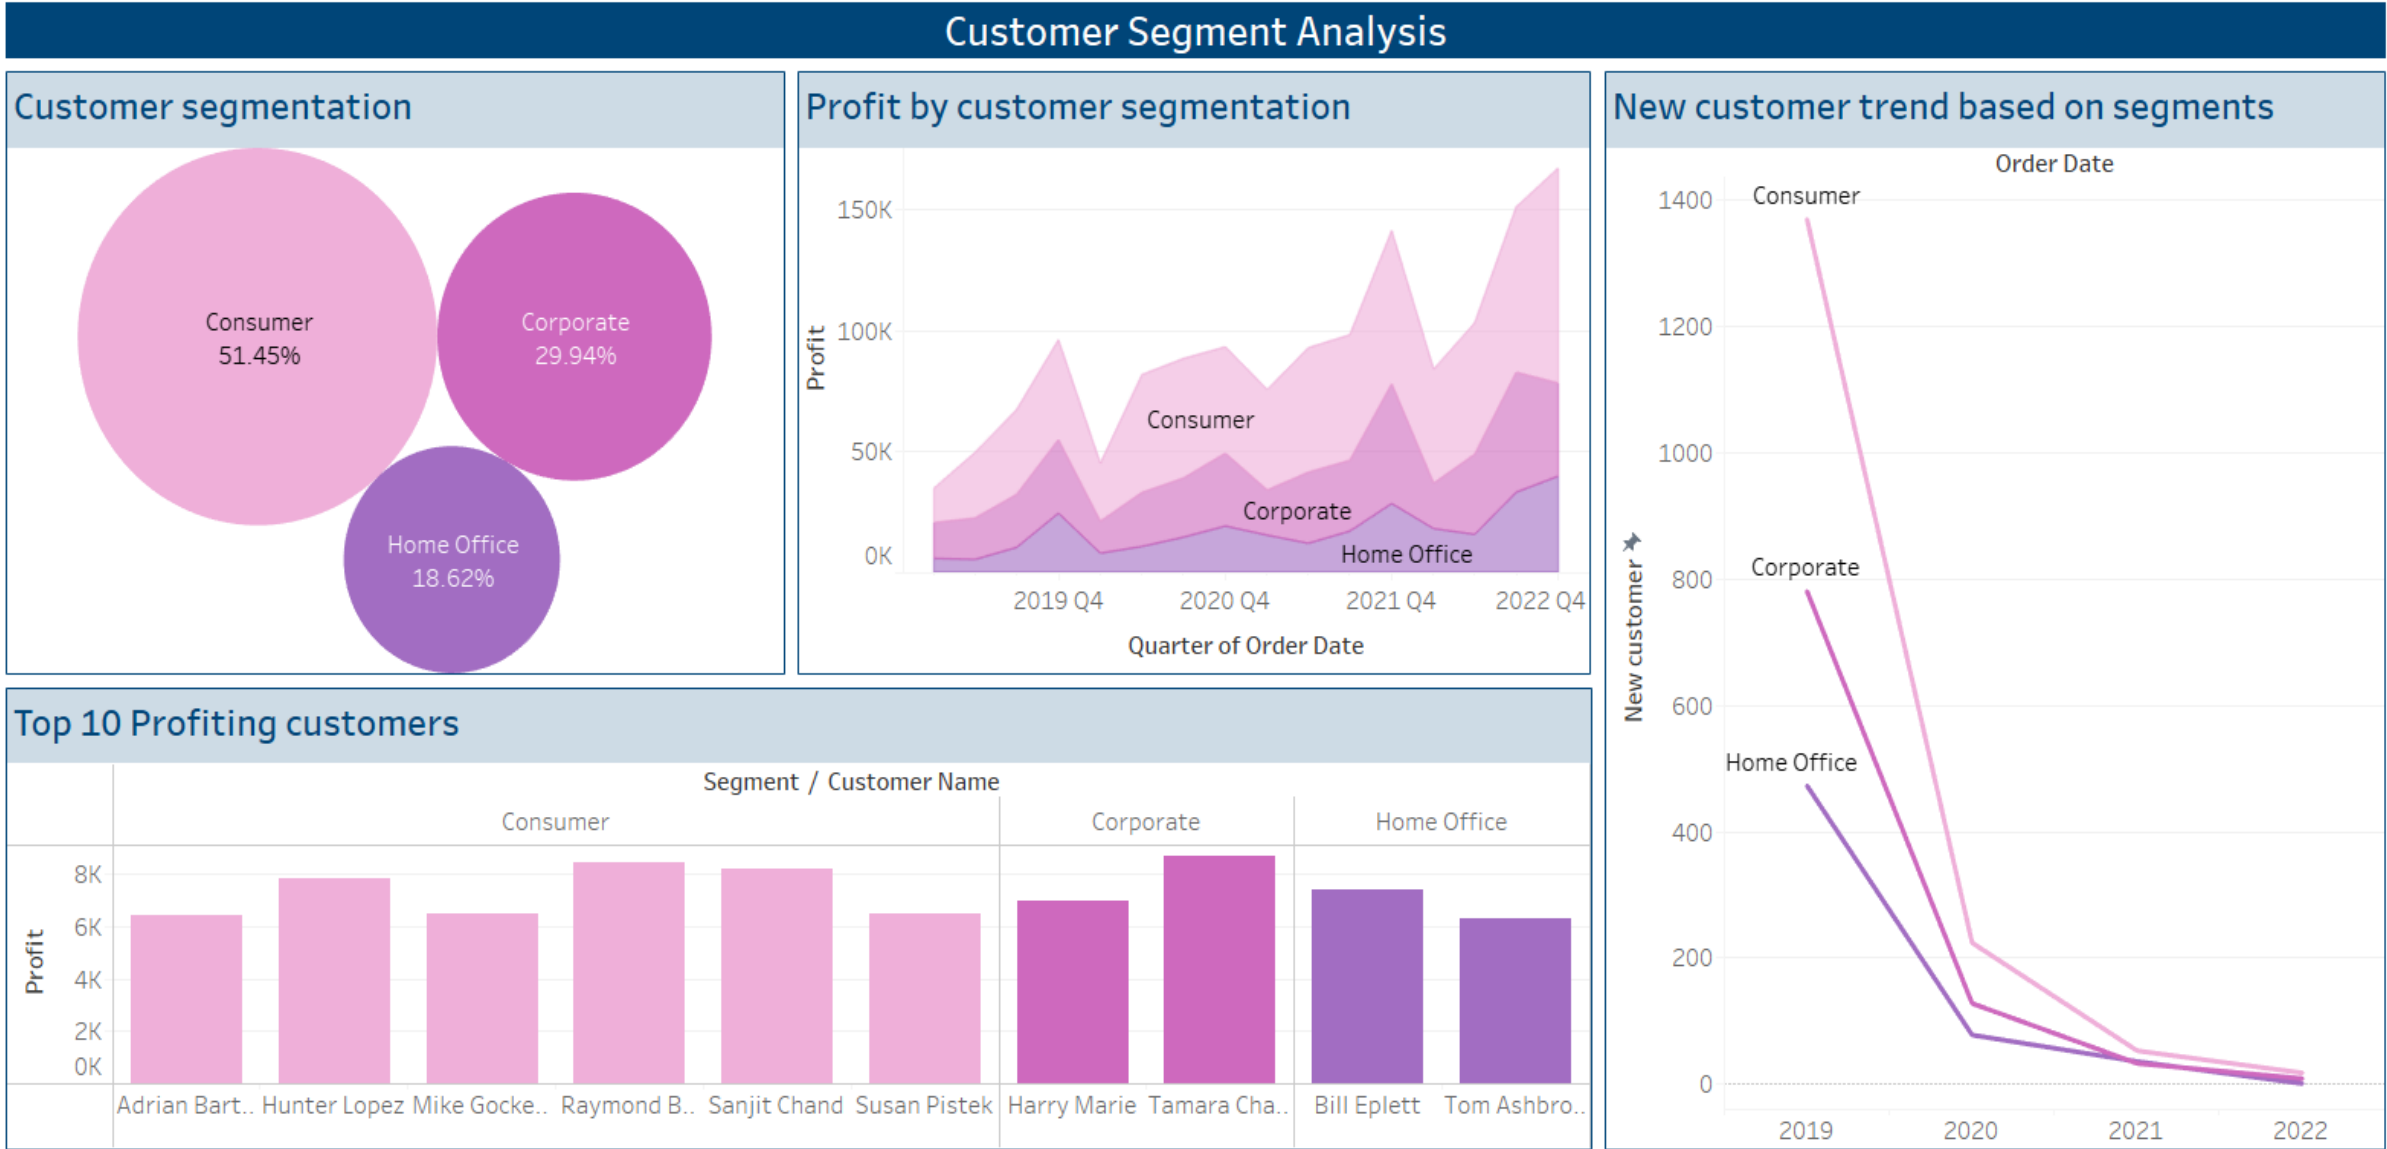 Customer Segment Analysis
Customer segmentation
Consumer
51.45%
Corporate
29.94%
Home Office
18.62%
Profit by customer segmentation
Profit
150K
100K
50K
0K
Consumer
Corporate
Home Office
2019 Q4 2020 Q4 2021 Q4 2022 Q4
Quarter of Order Date
New customer trend based on segments
Order Date
New customer
1400
1200
1000
800
600
400
200
0
Consumer
Corporate
Home Office
2019 2020 2021 2022
Top 10 Profiting customers
Segment / Customer Name
Consumer Corporate Home Office
Profit
8K
6K
4K
2K
0K
Adrian Bart.. Hunter Lopez Mike Gocke.. Raymond B.. Sanjit Chand Susan Pistek Harry Marie Tamara Cha.. Bill Eplett Tom Ashbro..